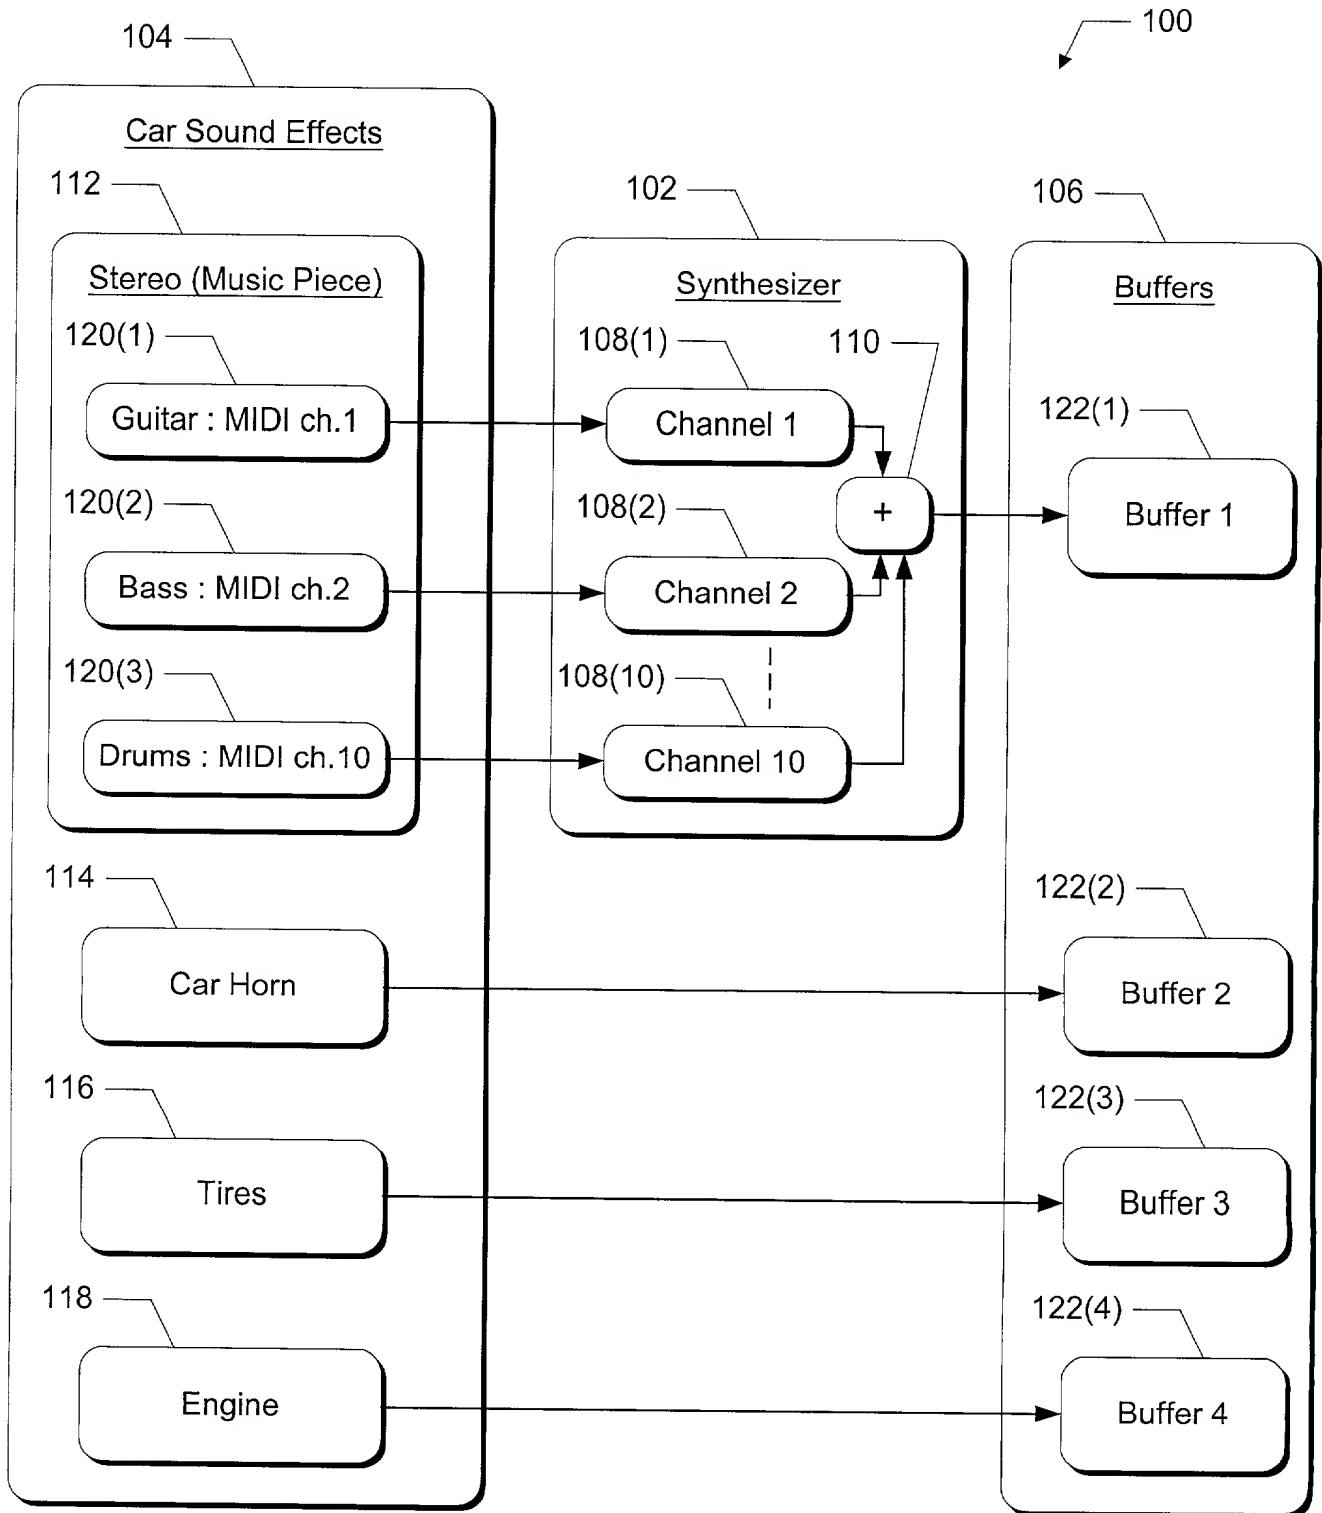 104
100
Car Sound Effects
112
102
106
Stereo (Music Piece)
Synthesizer
Buffers
120(1)
108(1)
110
Guitar : MIDI ch.1
Channel 1
122(1)
120(2)
108(2)
+
Buffer 1
Bass : MIDI ch.2
Channel 2
120(3)
108(10)
Drums : MIDI ch.10
Channel 10
114
122(2)
Car Horn
Buffer 2
116
122(3)
Tires
Buffer 3
118
122(4)
Engine
Buffer 4